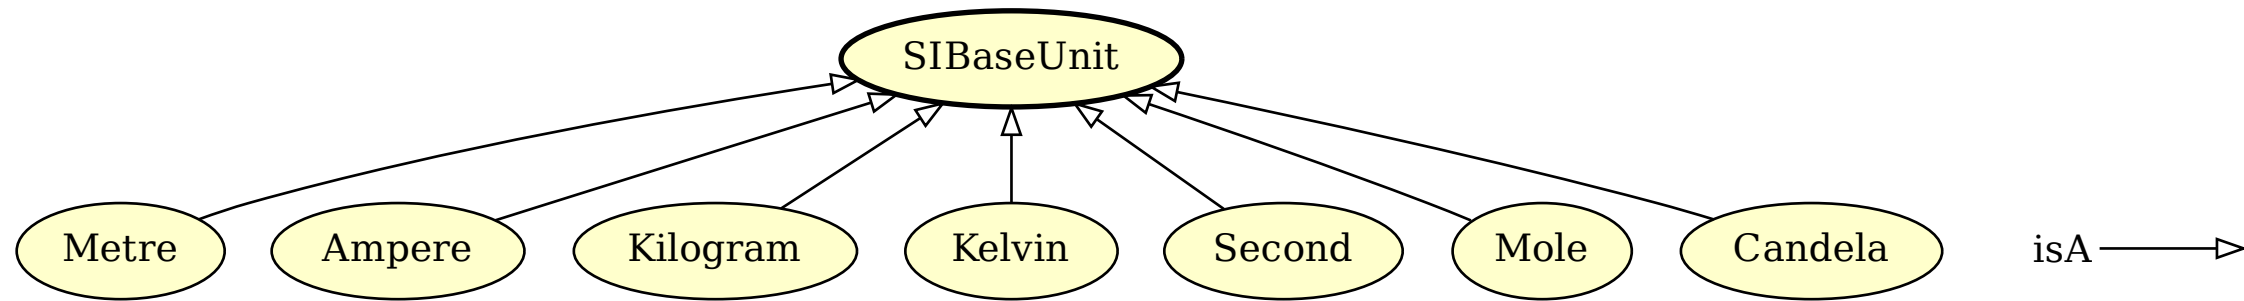 SIBaseUnit
Metre
Ampere
Kilogram
Kelvin
Second
Mole
Candela
isA